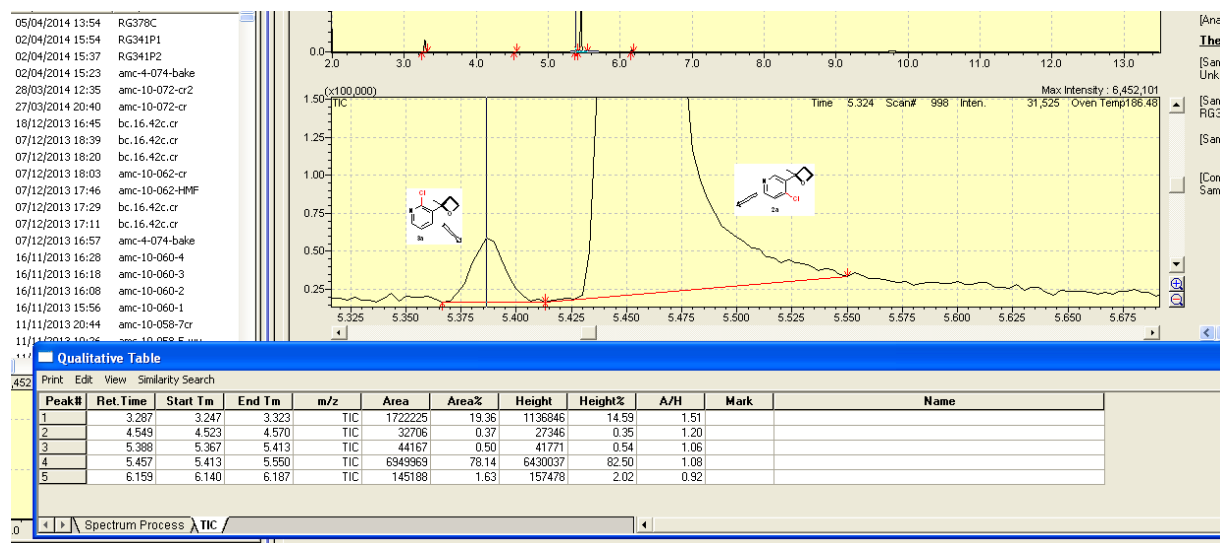 05/04/2014 13:54 RG378C
02/04/2014 15:54 RG341P1
02/04/2014 15:37 RG341P2
02/04/2014 15:23 amc-4-074-bake
28/03/2014 12:35 amc-10-072-cr2
27/03/2014 20:40 amc-10-072-cr
18/12/2013 16:45 bc.16.42c.cr
07/12/2013 18:39 bc.16.42c.cr
07/12/2013 18:20 bc.16.42c.cr
07/12/2013 18:03 amc-10-062-cr
07/12/2013 17:46 amc-10-062-HMF
07/12/2013 17:29 bc.16.42c.cr
07/12/2013 17:11 bc.16.42c.cr
07/12/2013 16:57 amc-4-074-bake
16/11/2013 16:28 amc-10-060-4
16/11/2013 16:18 amc-10-060-3
16/11/2013 16:08 amc-10-060-2
16/11/2013 15:56 amc-10-060-1
11/11/2013 20:44 amc-10-058-7cr
0.0
2.0 3.0 4.0 5.0 6.0 7.0 8.0 9.0 10.0 11.0 12.0 13.0
(x100,000)
Max Intensity : 6,452,101
1.50 TIC Time 5.324 Scan# 998 Inten. 31,525 Oven Temp 186.48
1.25
1.00
0.75
0.50
0.25
Cl
N
O
3a
N
O
Cl
2a
5.325 5.350 5.375 5.400 5.425 5.450 5.475 5.500 5.525 5.550 5.575 5.600 5.625 5.650 5.675
[Ana
The
[Sam
Unk
[Sam
RG3
[Sam
[Con
Sam
,452
Qualitative Table
Print Edit View Similarity Search
Peak# Ret.Time Start Tm End Tm m/z Area Area% Height Height% A/H Mark Name
1 3.287 3.247 3.323 TIC 1722225 19.36 1136846 14.59 1.51
2 4.549 4.523 4.570 TIC 32706 0.37 27346 0.35 1.20
3 5.388 5.367 5.413 TIC 44167 0.50 41771 0.54 1.06
4 5.457 5.413 5.550 TIC 6949969 78.14 6430037 82.50 1.08
5 6.159 6.140 6.187 TIC 145188 1.63 157478 2.02 0.92
Spectrum Process TIC